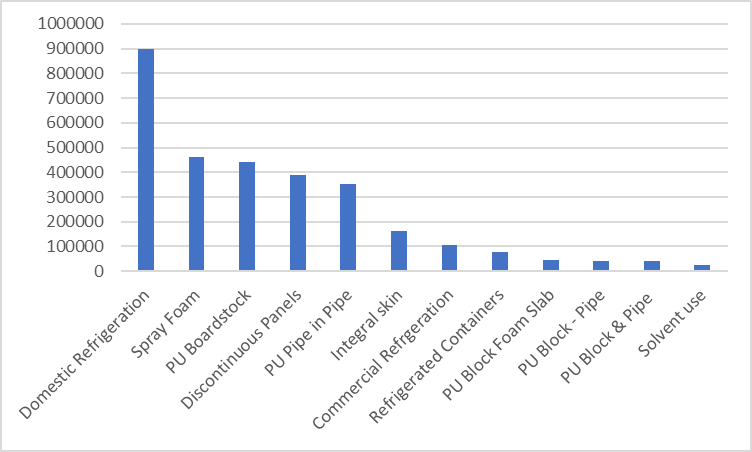 1000000
900000
800000
700000
600000
500000
400000
300000
200000
100000
0
Domestic Refrigeration
Spray Foam
PU Boardstock
Discontinuous Panels
PU Pipe in Pipe
Integral skin
Commercial Refrgeration
Refrigerated Containers
PU Block Foam Slab
PU Block - Pipe
PU Block & Pipe
Solvent use